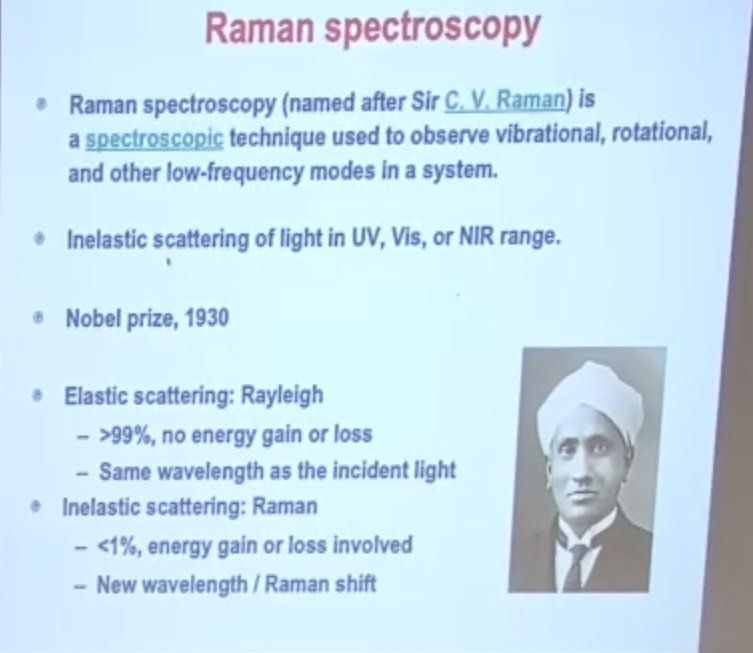 Raman spectroscopy
Raman spectroscopy (named after Sir C. V. Raman) is
a spectroscopic technique used to observe vibrational, rotational,
and other low-frequency modes in a system.
Inelastic scattering of light in UV, Vis, or NIR range.
Nobel prize, 1930
Elastic scattering: Rayleigh
– >99%, no energy gain or loss
– Same wavelength as the incident light
Inelastic scattering: Raman
– <1%, energy gain or loss involved
– New wavelength / Raman shift